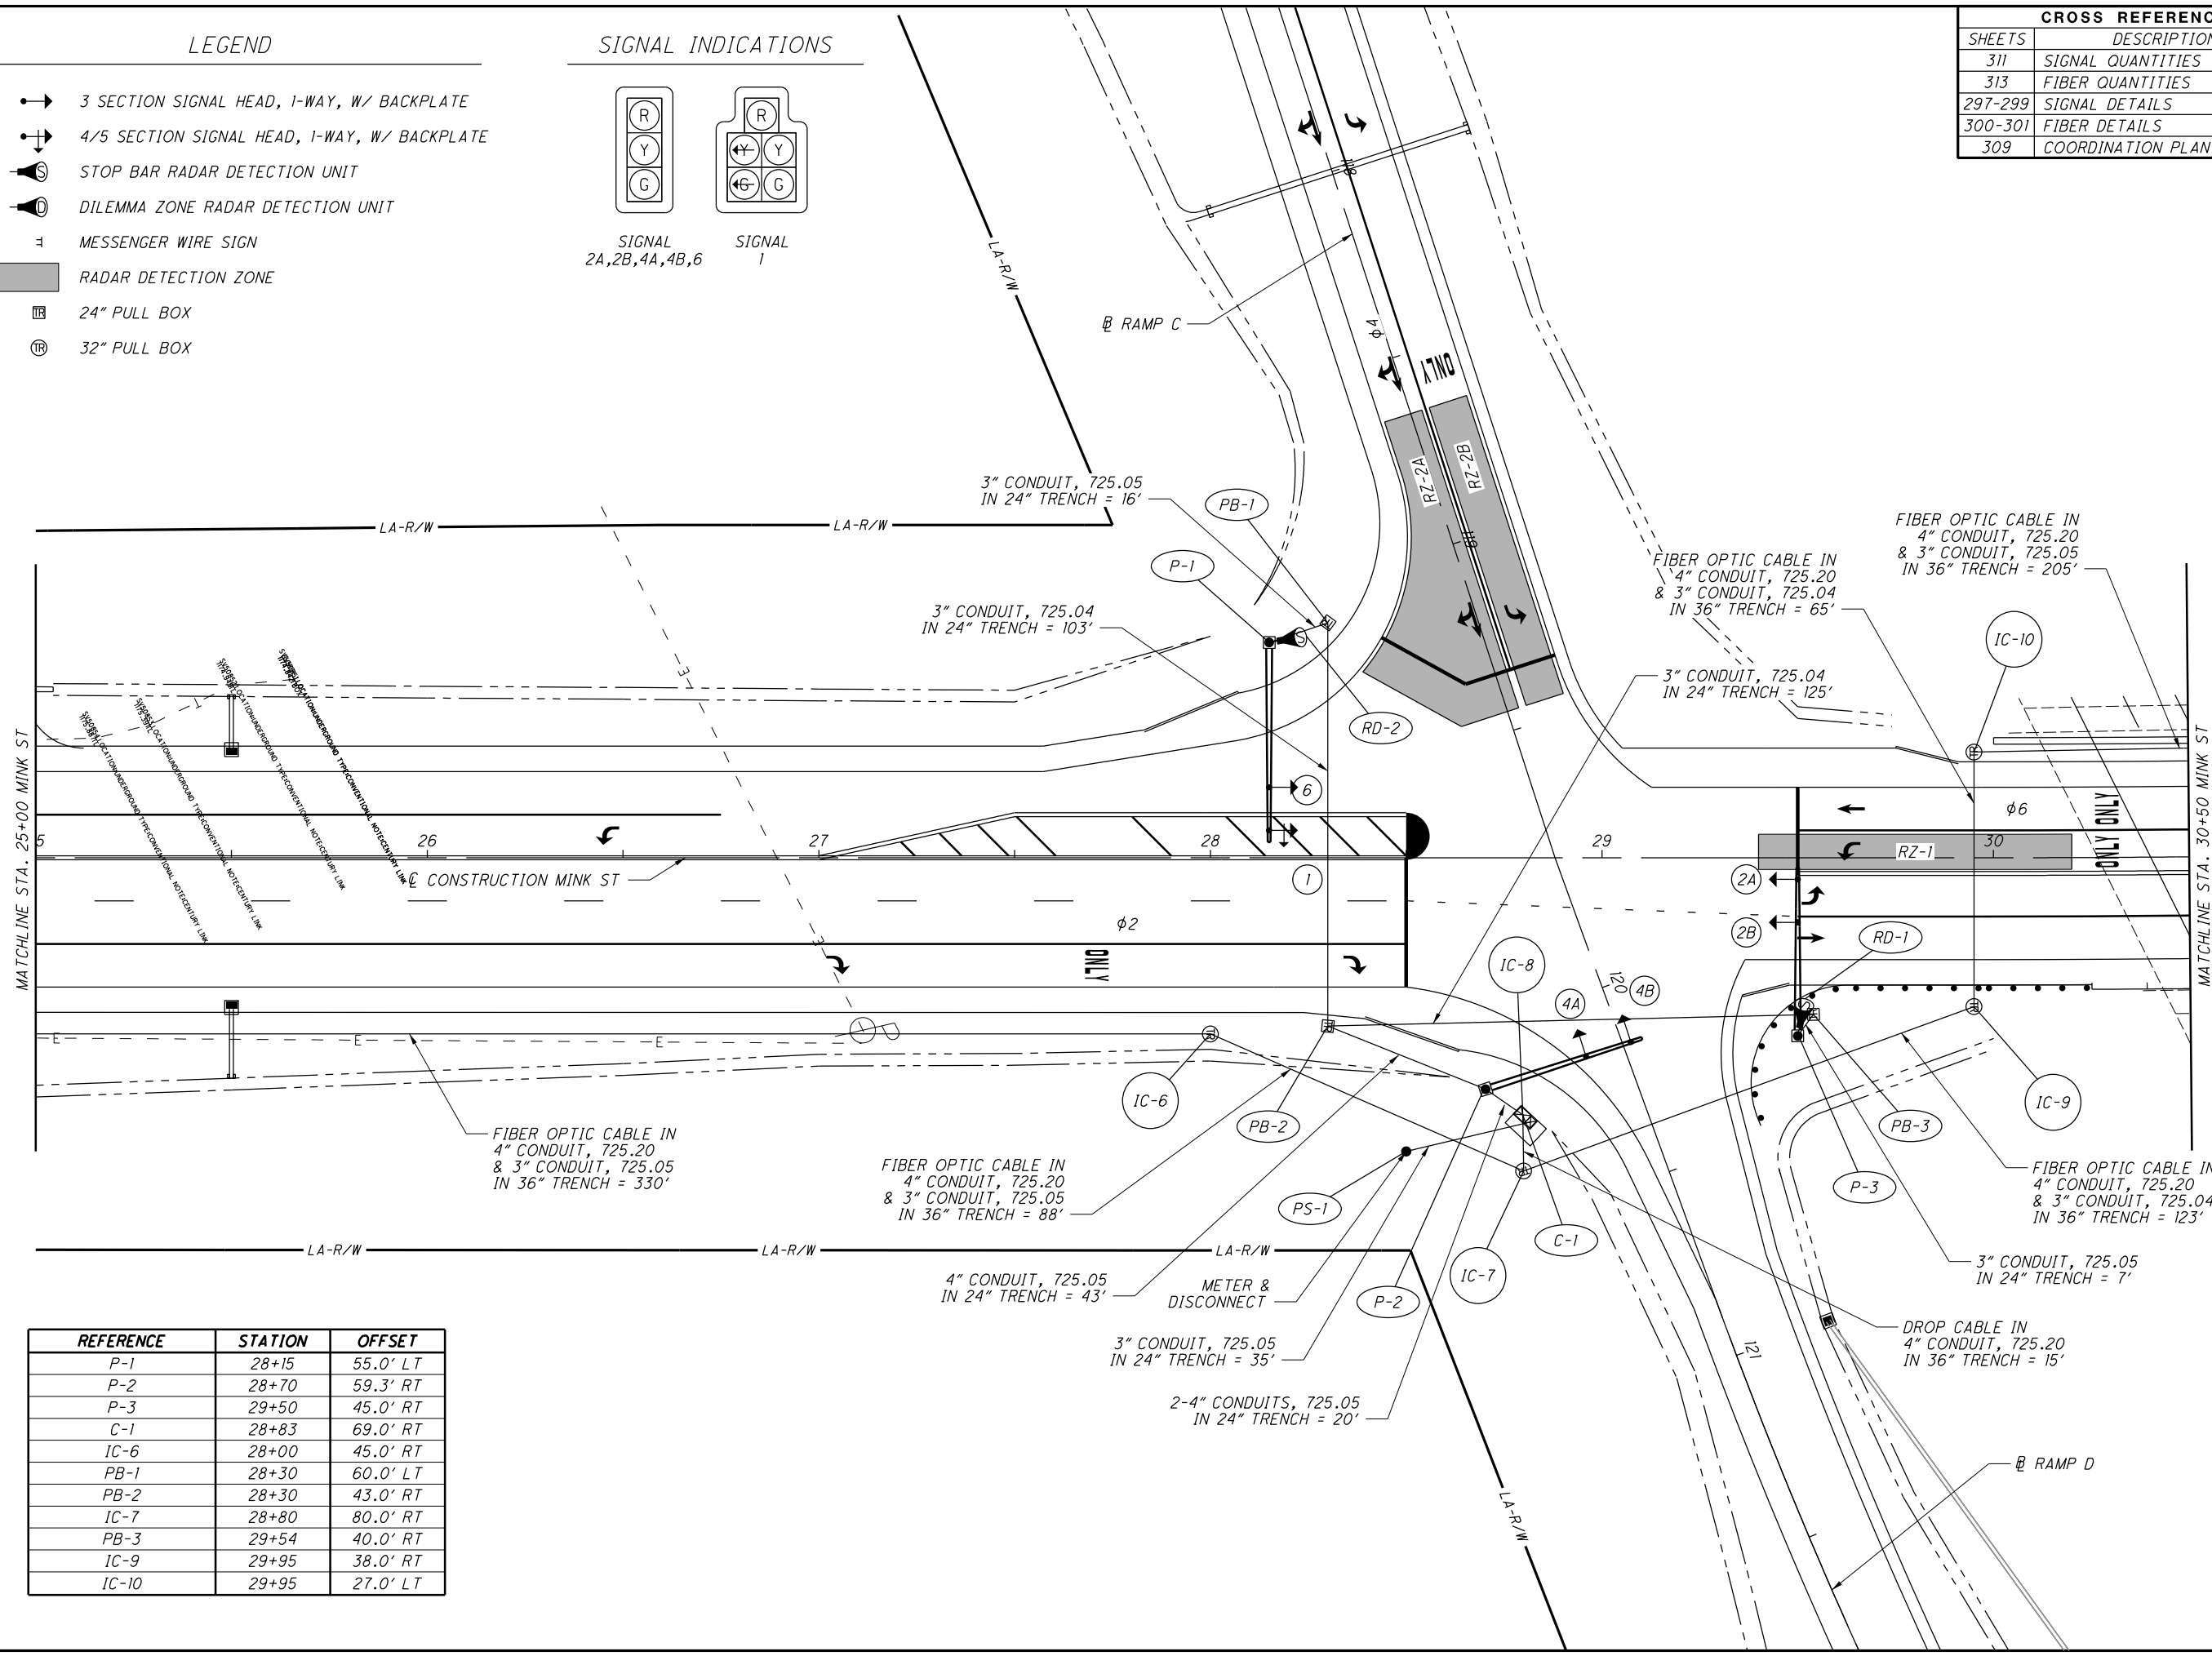 LEGEND
3 SECTION SIGNAL HEAD, 1-WAY, W/ BACKPLATE
4/5 SECTION SIGNAL HEAD, 1-WAY, W/ BACKPLATE
S STOP BAR RADAR DETECTION UNIT
D DILEMMA ZONE RADAR DETECTION UNIT
MESSENGER WIRE SIGN
RADAR DETECTION ZONE
TR 24" PULL BOX
TR 32" PULL BOX
SIGNAL INDICATIONS
R R
Y Y Y
G G G
SIGNAL
2A,2B,4A,4B,6
SIGNAL
1
CROSS REFERENC
SHEETS DESCRIPTION
311 SIGNAL QUANTITIES
313 FIBER QUANTITIES
297-299 SIGNAL DETAILS
300-301 FIBER DETAILS
309 COORDINATION PLAN
LA-R/W
118
℄ RAMP C
ϕ4
ONLY
RZ-2A
RZ-2B
119
3" CONDUIT, 725.05
IN 24" TRENCH = 16'
PB-1
P-1
LA-R/W
LA-R/W
3" CONDUIT, 725.04
IN 24" TRENCH = 103'
RD-2
S
FIBER OPTIC CABLE IN
4" CONDUIT, 725.20
& 3" CONDUIT, 725.05
IN 36" TRENCH = 205'
FIBER OPTIC CABLE IN
4" CONDUIT, 725.20
& 3" CONDUIT, 725.04
IN 36" TRENCH = 65'
IC-10
3" CONDUIT, 725.04
IN 24" TRENCH = 125'
MATCHLINE STA. 25+00 MINK ST
MATCHLINE STA. 30+50 MINK ST
6
5
26
27
28
29
30
ϕ6
ONLY ONLY
RZ-1
℄ CONSTRUCTION MINK ST
1
2A
2B
ϕ2
ONLY
RD-1
IC-8
4A
4B
120
E
E
E
IC-6
PB-2
PB-3
IC-9
P-3
FIBER OPTIC CABLE IN
4" CONDUIT, 725.20
& 3" CONDUIT, 725.05
IN 36" TRENCH = 330'
FIBER OPTIC CABLE IN
4" CONDUIT, 725.20
& 3" CONDUIT, 725.05
IN 36" TRENCH = 88'
PS-1
C-1
IC-7
P-2
FIBER OPTIC CABLE IN
4" CONDUIT, 725.20
& 3" CONDUIT, 725.04
IN 36" TRENCH = 123'
3" CONDUIT, 725.05
IN 24" TRENCH = 7'
LA-R/W
LA-R/W
LA-R/W
4" CONDUIT, 725.05
IN 24" TRENCH = 43'
METER &
DISCONNECT
3" CONDUIT, 725.05
IN 24" TRENCH = 35'
2-4" CONDUITS, 725.05
IN 24" TRENCH = 20'
DROP CABLE IN
4" CONDUIT, 725.20
IN 36" TRENCH = 15'
121
LA-R/W
℄ RAMP D
REFERENCE STATION OFFSET
P-1 28+15 55.0' LT
P-2 28+70 59.3' RT
P-3 29+50 45.0' RT
C-1 28+83 69.0' RT
IC-6 28+00 45.0' RT
PB-1 28+30 60.0' LT
PB-2 28+30 43.0' RT
IC-7 28+80 80.0' RT
PB-3 29+54 40.0' RT
IC-9 29+95 38.0' RT
IC-10 29+95 27.0' LT